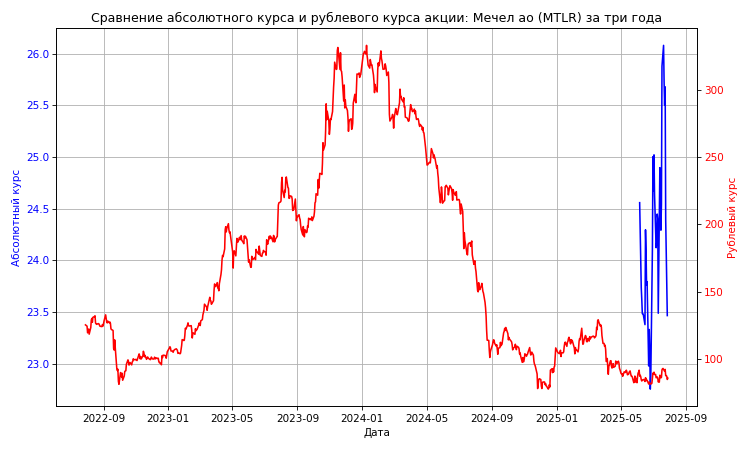 Сравнение абсолютного курса и рублевого курса акции: Мечел ао (MTLR) за три года
26.0
25.5
25.0
24.5
24.0
23.5
23.0
Абсолютный курс
300
250
200
150
100
Рублевый курс
2022-09 2023-01 2023-05 2023-09 2024-01 2024-05 2024-09 2025-01 2025-05 2025-09
Дата